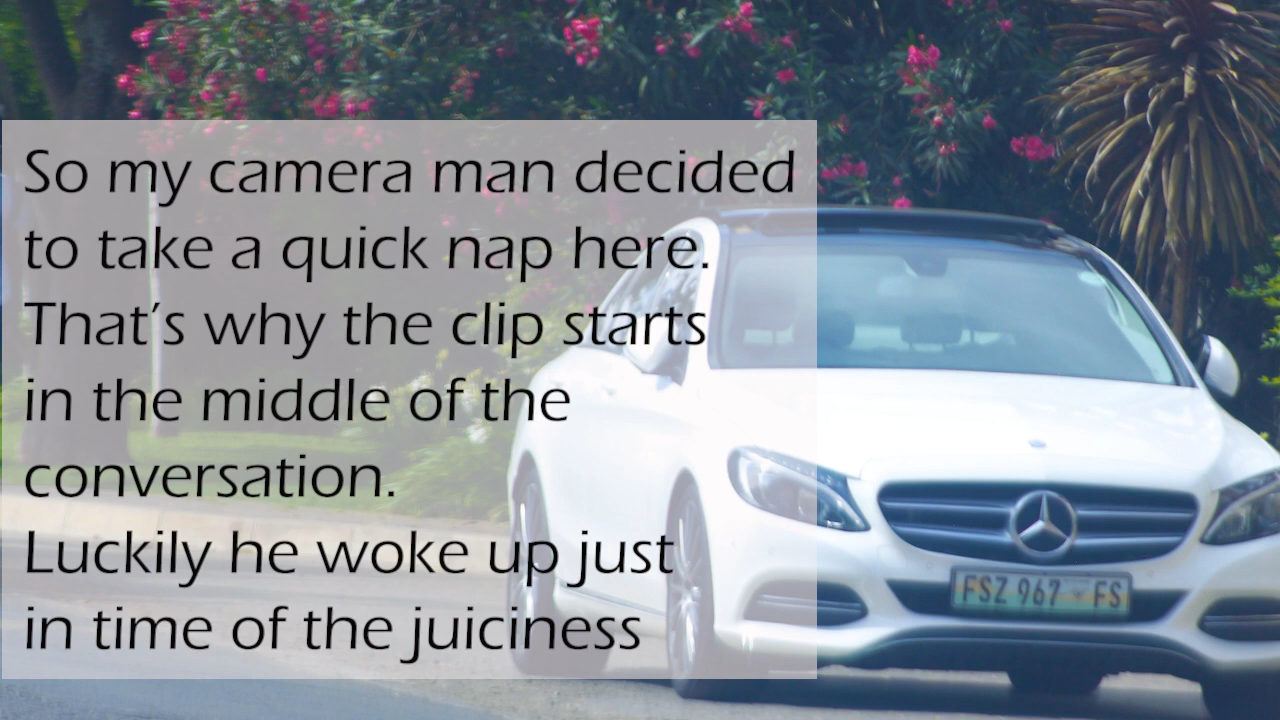 So my camera man decided
to take a quick nap here.
That's why the clip starts
in the middle of the
conversation.
Luckily he woke up just
in time of the juiciness
FSZ 967 FS